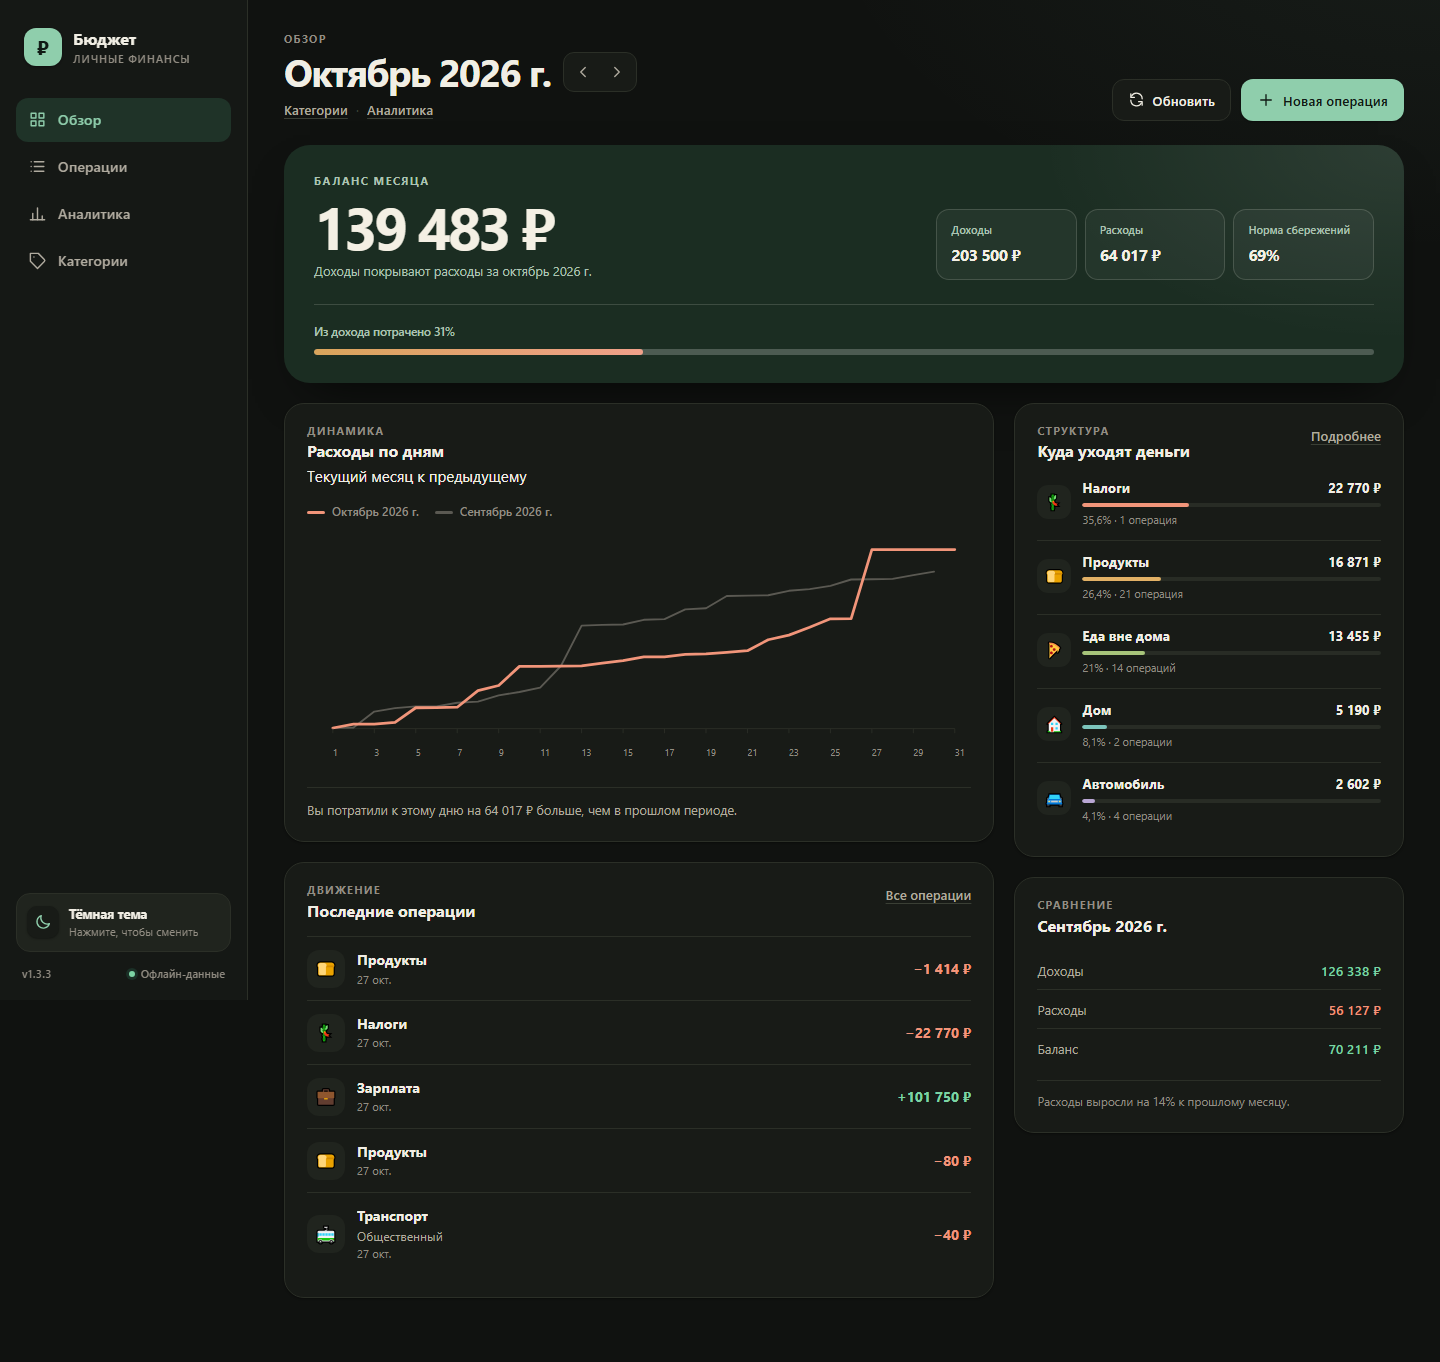 ₽
Бюджет
ЛИЧНЫЕ ФИНАНСЫ
Обзор
Операции
Аналитика
Категории
Тёмная тема
Нажмите, чтобы сменить
v1.3.3
Офлайн-данные
ОБЗОР
Октябрь 2026 г.
Категории · Аналитика
Обновить
Новая операция
БАЛАНС МЕСЯЦА
139 483 ₽
Доходы покрывают расходы за октябрь 2026 г.
Доходы
203 500 ₽
Расходы
64 017 ₽
Норма сбережений
69%
Из дохода потрачено 31%
ДИНАМИКА
Расходы по дням
Текущий месяц к предыдущему
Октябрь 2026 г.
Сентябрь 2026 г.
1 3 5 7 9 11 13 15 17 19 21 23 25 27 29 31
Вы потратили к этому дню на 64 017 ₽ больше, чем в прошлом периоде.
СТРУКТУРА
Куда уходят деньги
Подробнее
Налоги
22 770 ₽
35,6% · 1 операция
Продукты
16 871 ₽
26,4% · 21 операция
Еда вне дома
13 455 ₽
21% · 14 операций
Дом
5 190 ₽
8,1% · 2 операции
Автомобиль
2 602 ₽
4,1% · 4 операции
ДВИЖЕНИЕ
Последние операции
Все операции
Продукты
27 окт.
−1 414 ₽
Налоги
27 окт.
−22 770 ₽
Зарплата
27 окт.
+101 750 ₽
Продукты
27 окт.
−80 ₽
Транспорт
Общественный
27 окт.
−40 ₽
СРАВНЕНИЕ
Сентябрь 2026 г.
Доходы
126 338 ₽
Расходы
56 127 ₽
Баланс
70 211 ₽
Расходы выросли на 14% к прошлому месяцу.